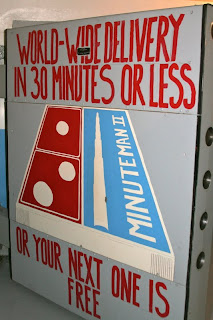 WORLD-WIDE DELIVERY
IN 30 MINUTES OR LESS
MINUTEMAN II
OR YOUR NEXT ONE IS
FREE